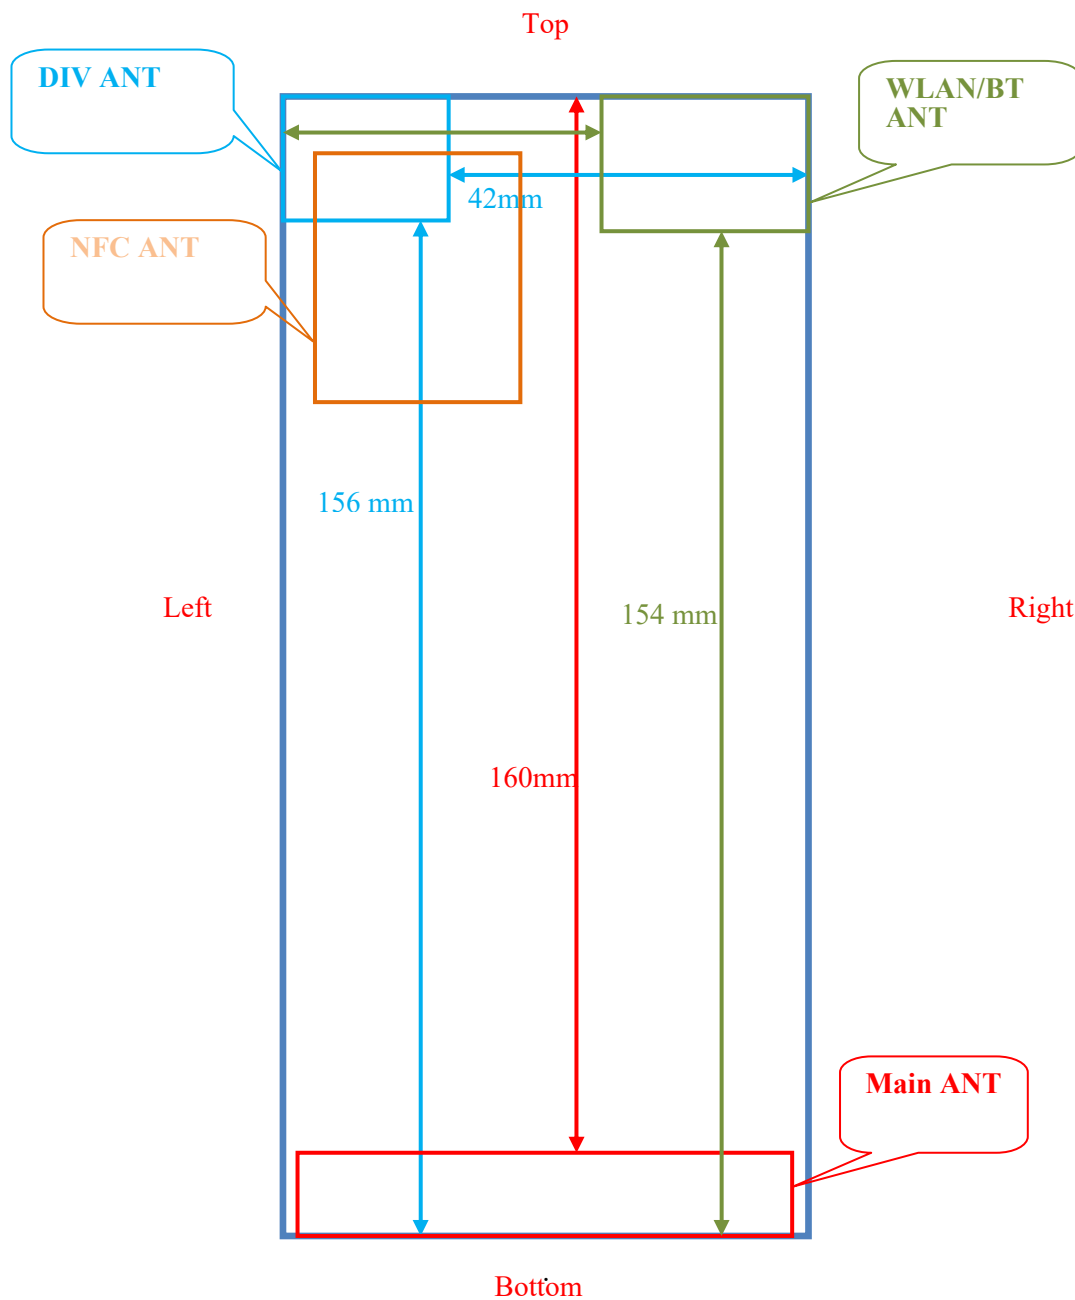 Top
DIV ANT
WLAN/BT
ANT
42mm
NFC ANT
156 mm
Left
154 mm
Right
160mm
Main ANT
Bottom